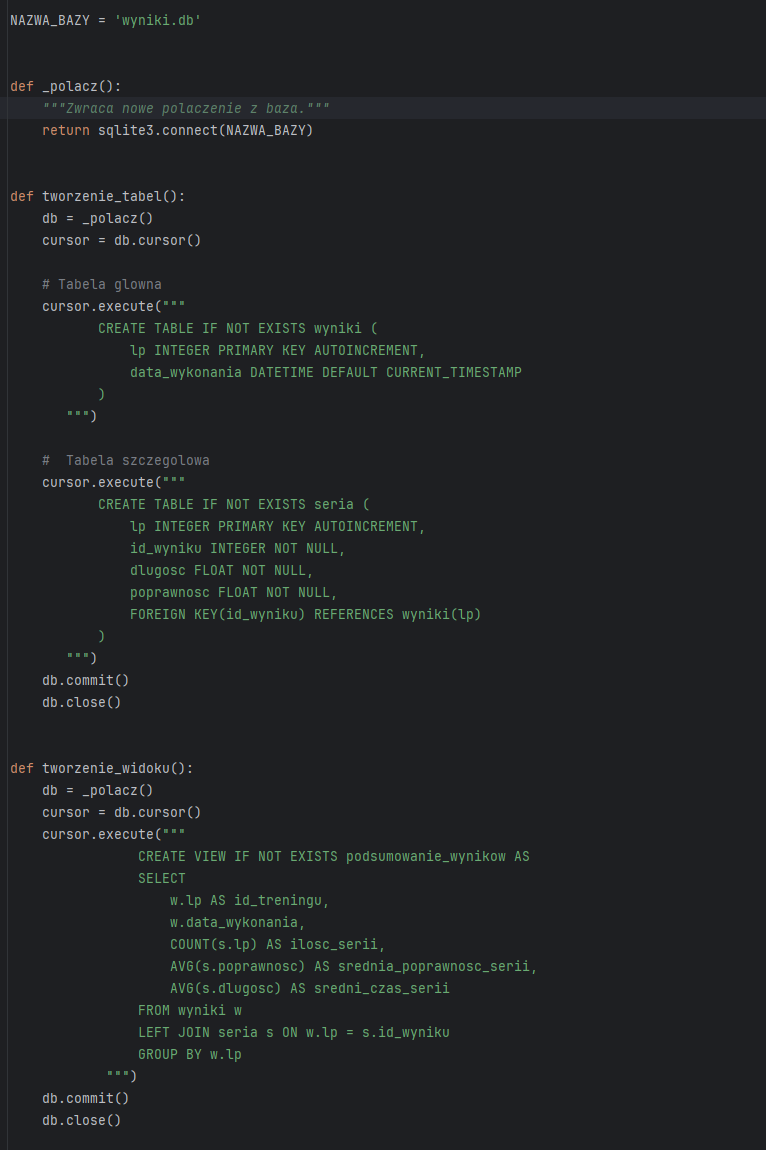 NAZWA_BAZY = 'wyniki.db'
def _polacz():
"""Zwraca nowe polaczenie z baza."""
return sqlite3.connect(NAZWA_BAZY)
def tworzenie_tabel():
db = _polacz()
cursor = db.cursor()
# Tabela glowna
cursor.execute("""
CREATE TABLE IF NOT EXISTS wyniki (
lp INTEGER PRIMARY KEY AUTOINCREMENT,
data_wykonania DATETIME DEFAULT CURRENT_TIMESTAMP
)
""")
#  Tabela szczegolowa
cursor.execute("""
CREATE TABLE IF NOT EXISTS seria (
lp INTEGER PRIMARY KEY AUTOINCREMENT,
id_wyniku INTEGER NOT NULL,
dlugosc FLOAT NOT NULL,
poprawnosc FLOAT NOT NULL,
FOREIGN KEY(id_wyniku) REFERENCES wyniki(lp)
)
""")
db.commit()
db.close()
def tworzenie_widoku():
db = _polacz()
cursor = db.cursor()
cursor.execute("""
CREATE VIEW IF NOT EXISTS podsumowanie_wynikow AS
SELECT
w.lp AS id_treningu,
w.data_wykonania,
COUNT(s.lp) AS ilosc_serii,
AVG(s.poprawnosc) AS srednia_poprawnosc_serii,
AVG(s.dlugosc) AS sredni_czas_serii
FROM wyniki w
LEFT JOIN seria s ON w.lp = s.id_wyniku
GROUP BY w.lp
""")
db.commit()
db.close()